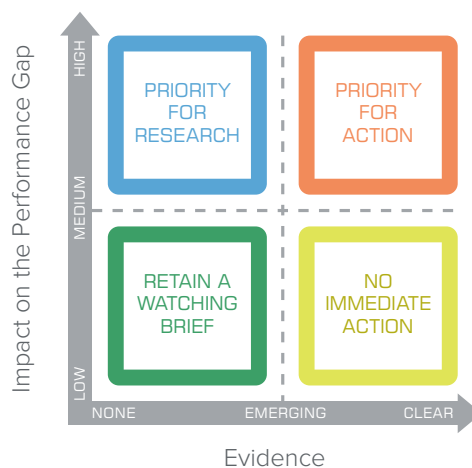 Impact on the Performance Gap
HIGH
MEDIUM
LOW
PRIORITY
FOR
RESEARCH
PRIORITY
FOR
ACTION
RETAIN A
WATCHING
BRIEF
NO
IMMEDIATE
ACTION
NONE
EMERGING
CLEAR
Evidence